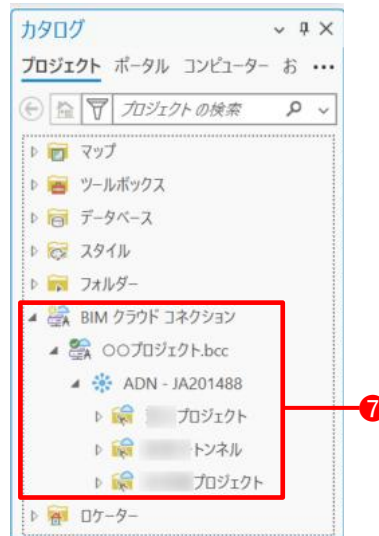 カタログ
プロジェクト ポータル コンピューター お
プロジェクトの検索
マップ
ツールボックス
データベース
スタイル
フォルダー
BIM クラウド コネクション
〇〇プロジェクト.bcc
ADN - JA201488
プロジェクト
トンネル
プロジェクト
ロケーター
7